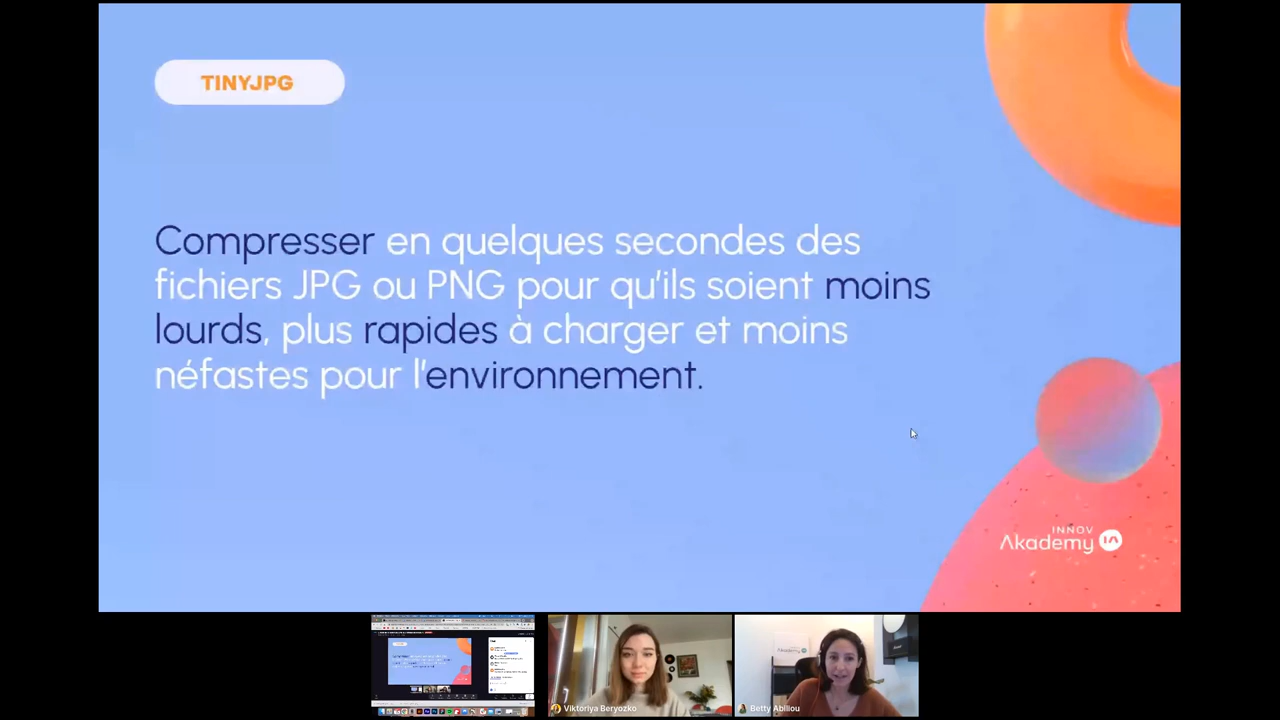 TINYJPG
Compresser en quelques secondes des
fichiers JPG ou PNG pour qu'ils soient moins
lourds, plus rapides à charger et moins
néfastes pour l'environnement.
INNOV
Akademy IA
Viktoriya Beryozko
Betty Abiliou